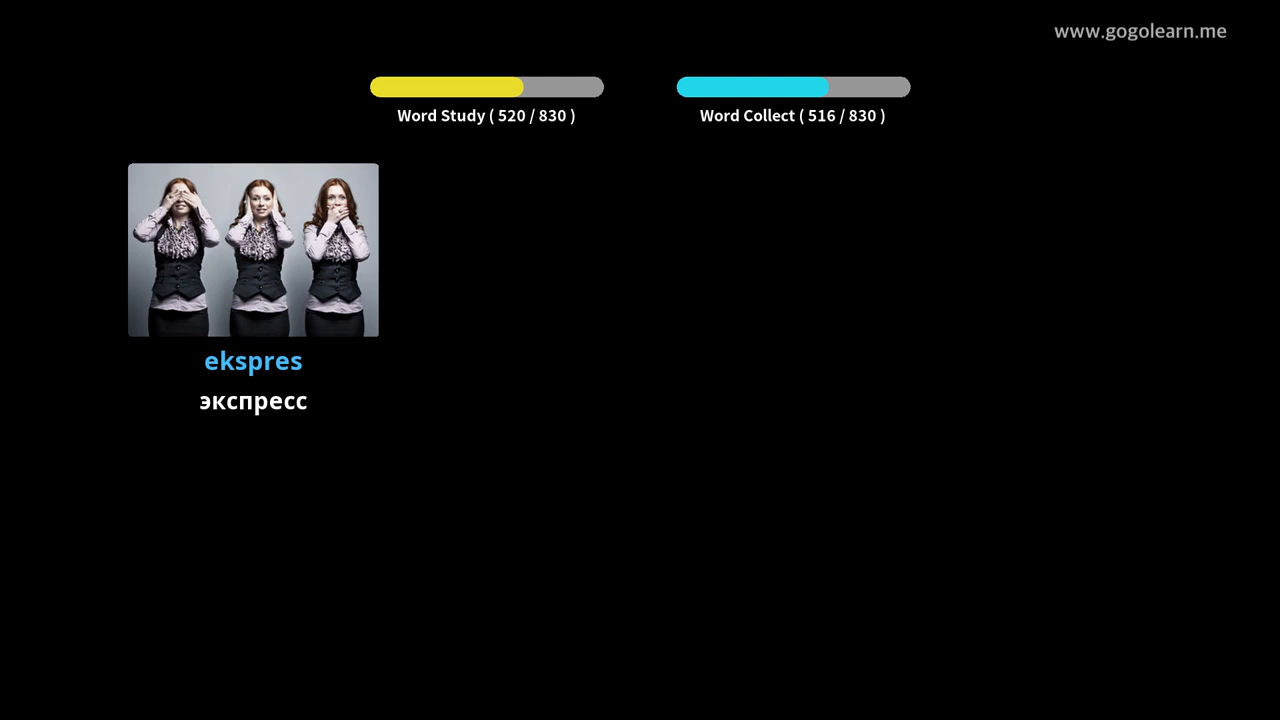 www.gogolearn.me
Word Study ( 520 / 830 )
Word Collect ( 516 / 830 )
ekspres
экспресс